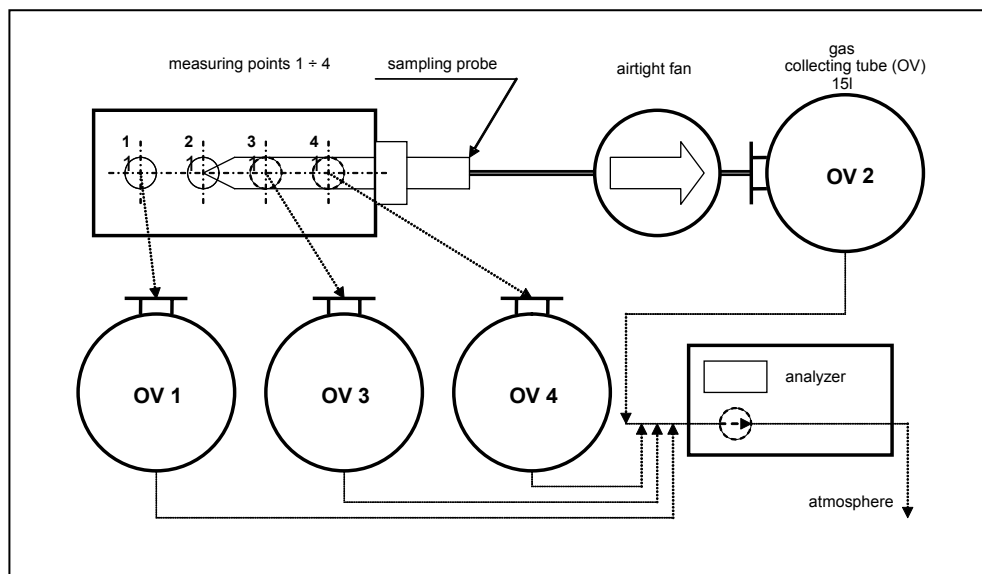 measuring points 1 ÷ 4
sampling probe
airtight fan
gas
collecting tube (OV)
15l
1 2 3 4
1 1 1 1
OV 2
OV 1
OV 3
OV 4
analyzer
atmosphere